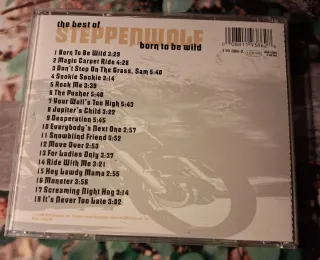 the best of
STEPPENWOLF
born to be wild
1 Born To Be Wild 3:29
2 Magic Carpet Ride 4:26
3 Don't Step On The Grass, Sam 5:40
4 Sookie Sookie 3:14
5 Rock Me 3:39
6 The Pusher 5:48
7 Your Wall's Too High 5:43
8 Jupiter's Child 3:22
9 Desperation 5:45
10 Everybody's Next One 2:57
11 Snowblind Friend 3:52
12 Move Over 2:53
13 For Ladies Only 3:37
14 Ride With Me 3:21
15 Hey Lawdy Mama 2:55
16 Monster 3:58
17 Screaming Night Hog 3:14
18 It's Never Too Late 3:02